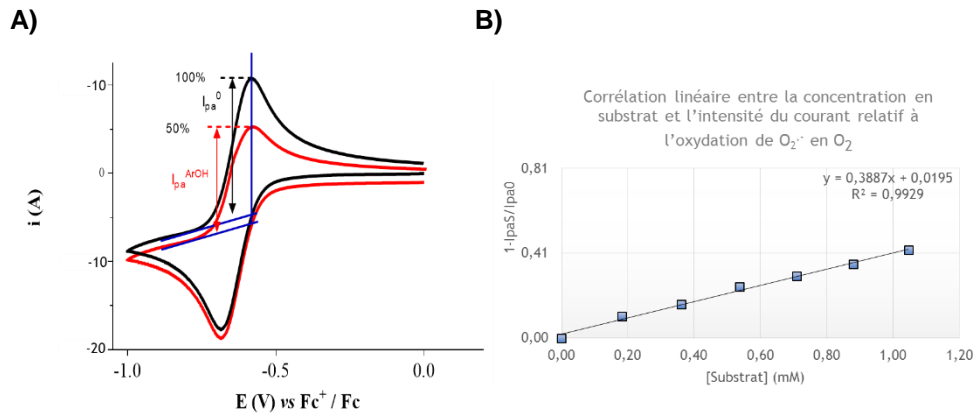 A)
-10
0
-10
-20
i (A)
100%
I_pa^0
50%
I_pa^ArOH
-1.0
-0.5
0.0
E (V) vs Fc⁺ / Fc
B)
Corrélation linéaire entre la concentration en
substrat et l'intensité du courant relatif à
l'oxydation de O₂·⁻ en O₂
0,81
0,41
0,00
1-IpaS/Ipa0
y = 0,3887x + 0,0195
R² = 0,9929
0,00
0,20
0,40
0,60
0,80
1,00
1,20
[Substrat] (mM)